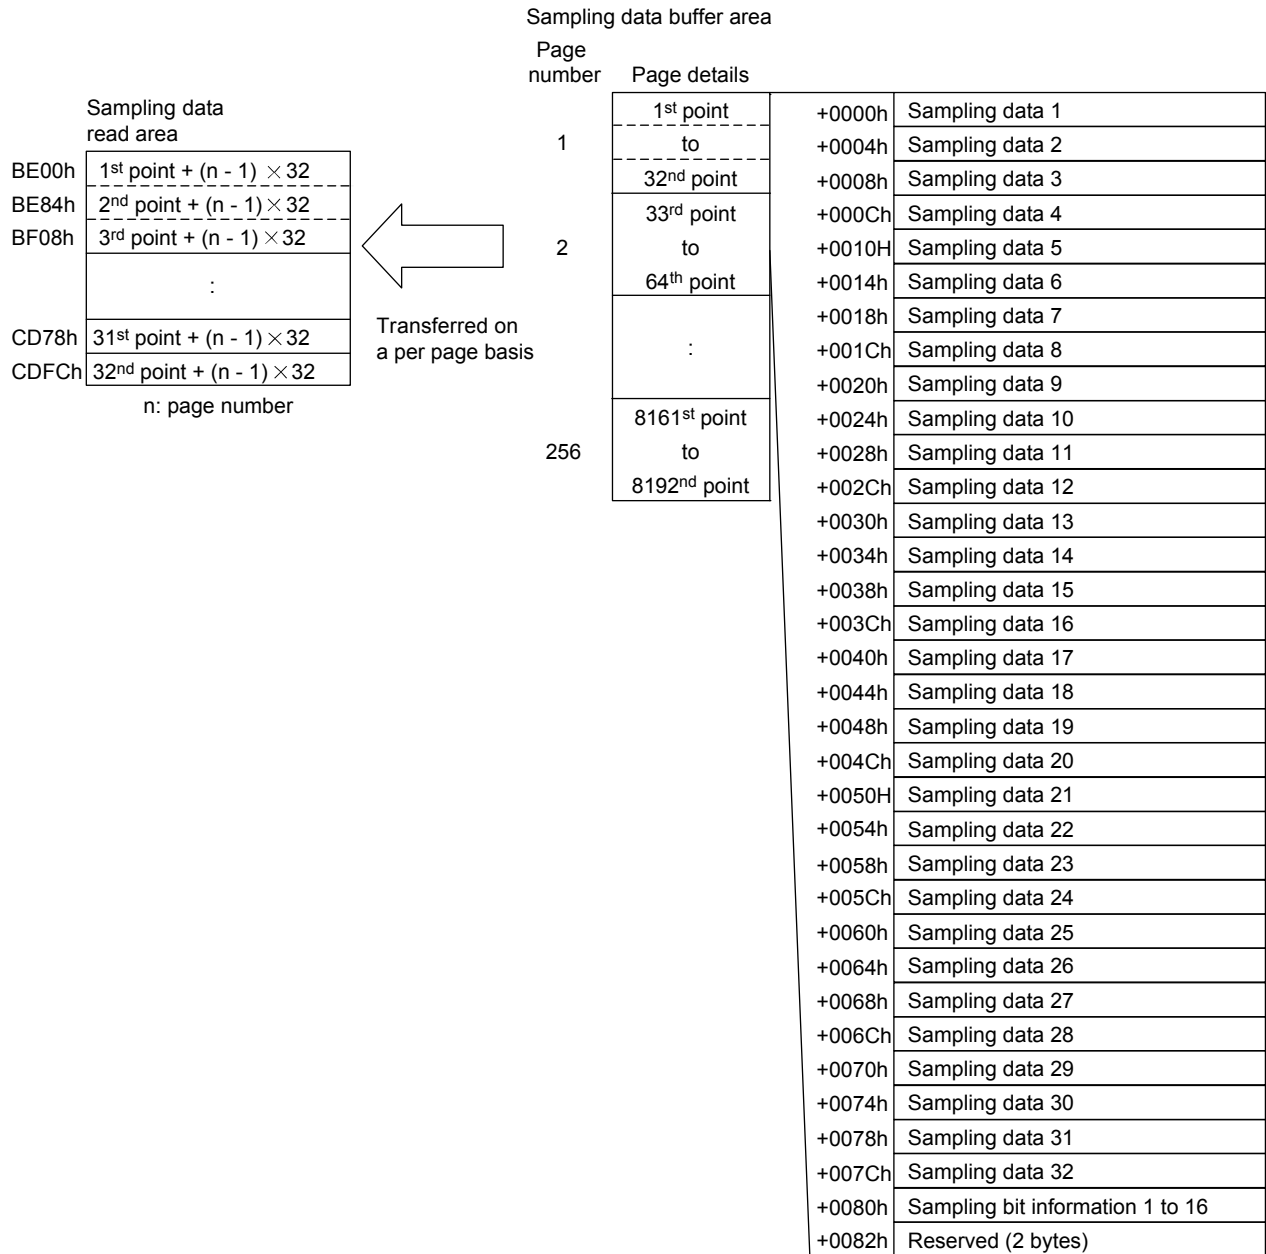 Sampling data buffer area
Page
number Page details
Sampling data
read area
BE00h 1st point + (n - 1) ×32
BE84h 2nd point + (n - 1) ×32
BF08h 3rd point + (n - 1) ×32
:
CD78h 31st point + (n - 1) ×32
CDFCh 32nd point + (n - 1) ×32
n: page number
Transferred on
a per page basis
1st point
1 to
32nd point
33rd point
2 to
64th point
:
8161st point
256 to
8192nd point
+0000h Sampling data 1
+0004h Sampling data 2
+0008h Sampling data 3
+000Ch Sampling data 4
+0010H Sampling data 5
+0014h Sampling data 6
+0018h Sampling data 7
+001Ch Sampling data 8
+0020h Sampling data 9
+0024h Sampling data 10
+0028h Sampling data 11
+002Ch Sampling data 12
+0030h Sampling data 13
+0034h Sampling data 14
+0038h Sampling data 15
+003Ch Sampling data 16
+0040h Sampling data 17
+0044h Sampling data 18
+0048h Sampling data 19
+004Ch Sampling data 20
+0050H Sampling data 21
+0054h Sampling data 22
+0058h Sampling data 23
+005Ch Sampling data 24
+0060h Sampling data 25
+0064h Sampling data 26
+0068h Sampling data 27
+006Ch Sampling data 28
+0070h Sampling data 29
+0074h Sampling data 30
+0078h Sampling data 31
+007Ch Sampling data 32
+0080h Sampling bit information 1 to 16
+0082h Reserved (2 bytes)